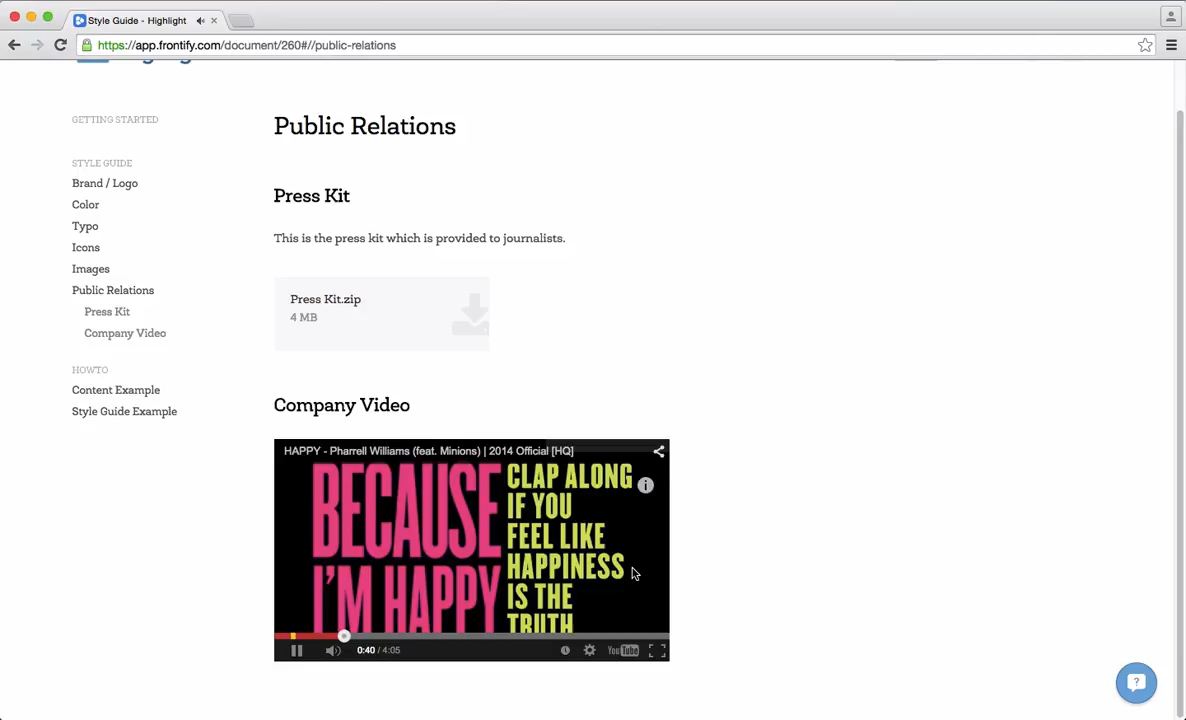 Style Guide - Highlight
https://app.frontify.com/document/260#//public-relations
GETTING STARTED
STYLE GUIDE
Brand / Logo
Color
Typo
Icons
Images
Public Relations
Press Kit
Company Video
HOWTO
Content Example
Style Guide Example
Public Relations
Press Kit
This is the press kit which is provided to journalists.
Press Kit.zip
4 MB
Company Video
HAPPY - Pharrell Williams (feat. Minions) | 2014 Official [HQ]
BECAUSE
I'M HAPPY
CLAP ALONG
IF YOU
FEEL LIKE
HAPPINESS
IS THE
TRUTH
0:40 / 4:05
YouTube